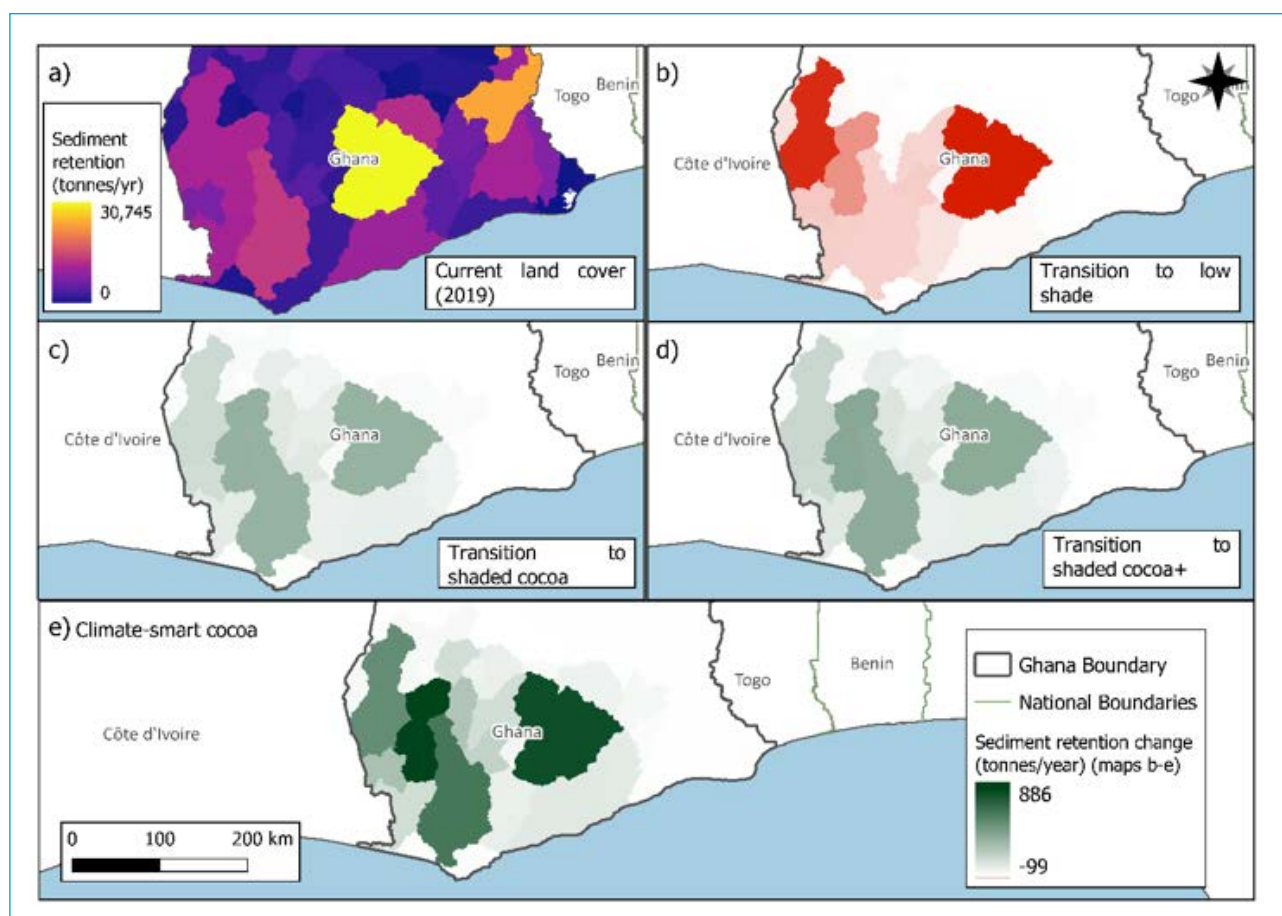 a)
Togo
Benin
Sediment
retention
(tonnes/yr)
30,745
0
Ghana
Current land cover
(2019)
b)
Togo
Benin
Côte d'Ivoire
Ghana
Transition to low
shade
c)
Togo
Benin
Côte d'Ivoire
Ghana
Transition to
shaded cocoa
d)
Togo
Benin
Côte d'Ivoire
Ghana
Transition to
shaded cocoa+
e) Climate-smart cocoa
Togo
Benin
Côte d'Ivoire
Ghana
0 100 200 km
Ghana Boundary
National Boundaries
Sediment retention change
(tonnes/year) (maps b-e)
886
-99